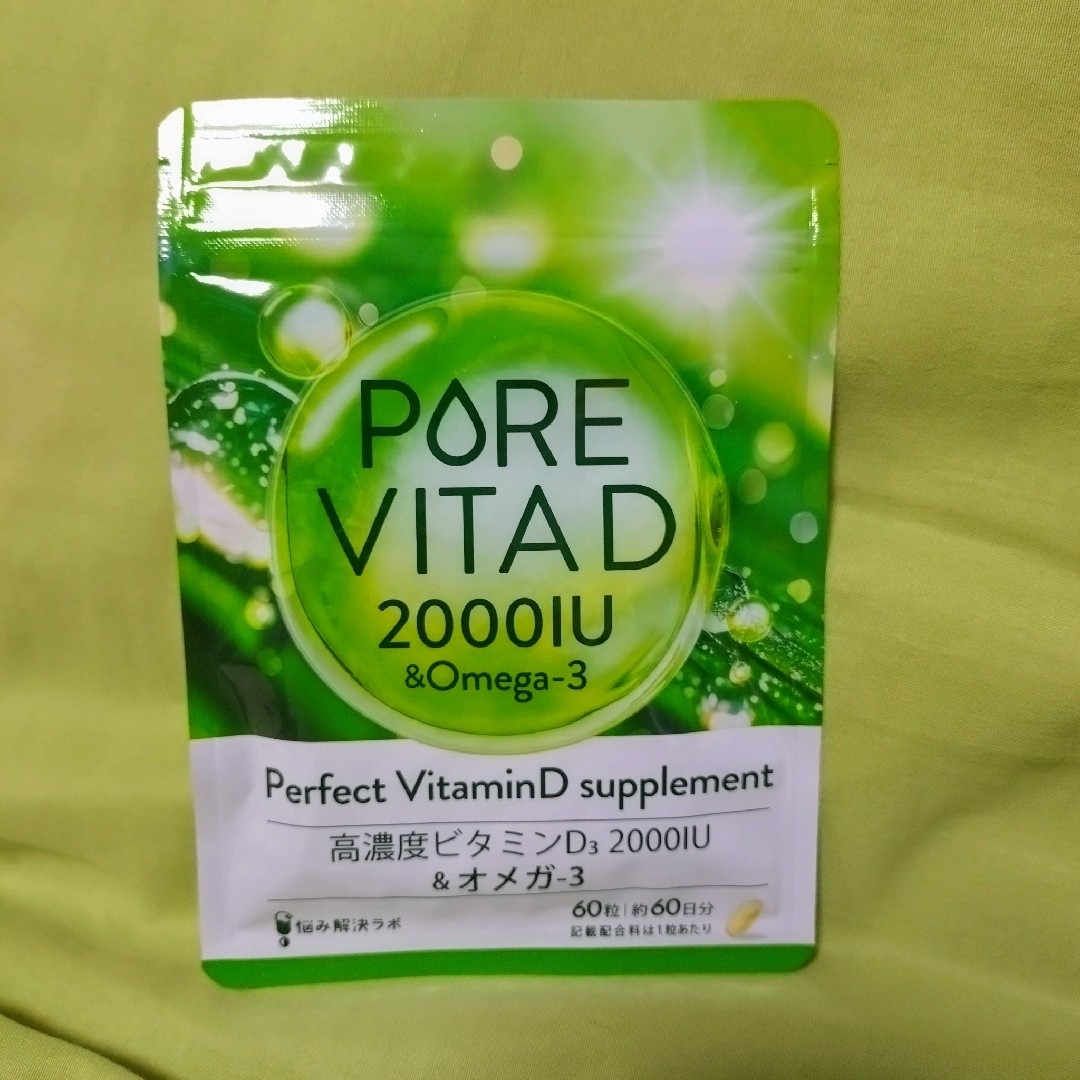 PORE
VITA D
2000IU
&Omega-3
Perfect VitaminD supplement
高濃度ビタミンD₃ 2000IU
& オメガ-3
60粒|約60日分
記載配合料は1粒あたり
悩み解決ラボ